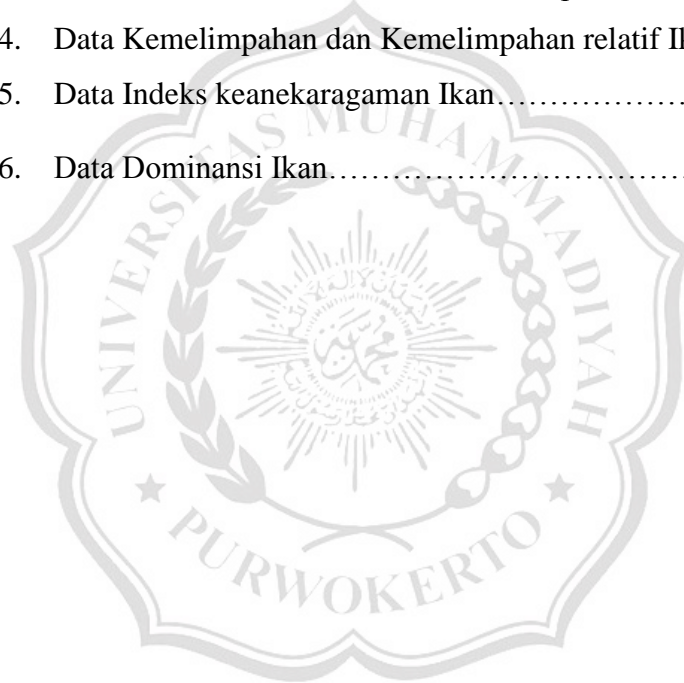 4. Data Kemelimpahan dan Kemelimpahan relatif
5. Data Indeks keanekaragaman Ikan…………………
6. Data Dominansi Ikan……………………………
UNIVERSITAS MUHAMMADIYAH
PURWOKERTO